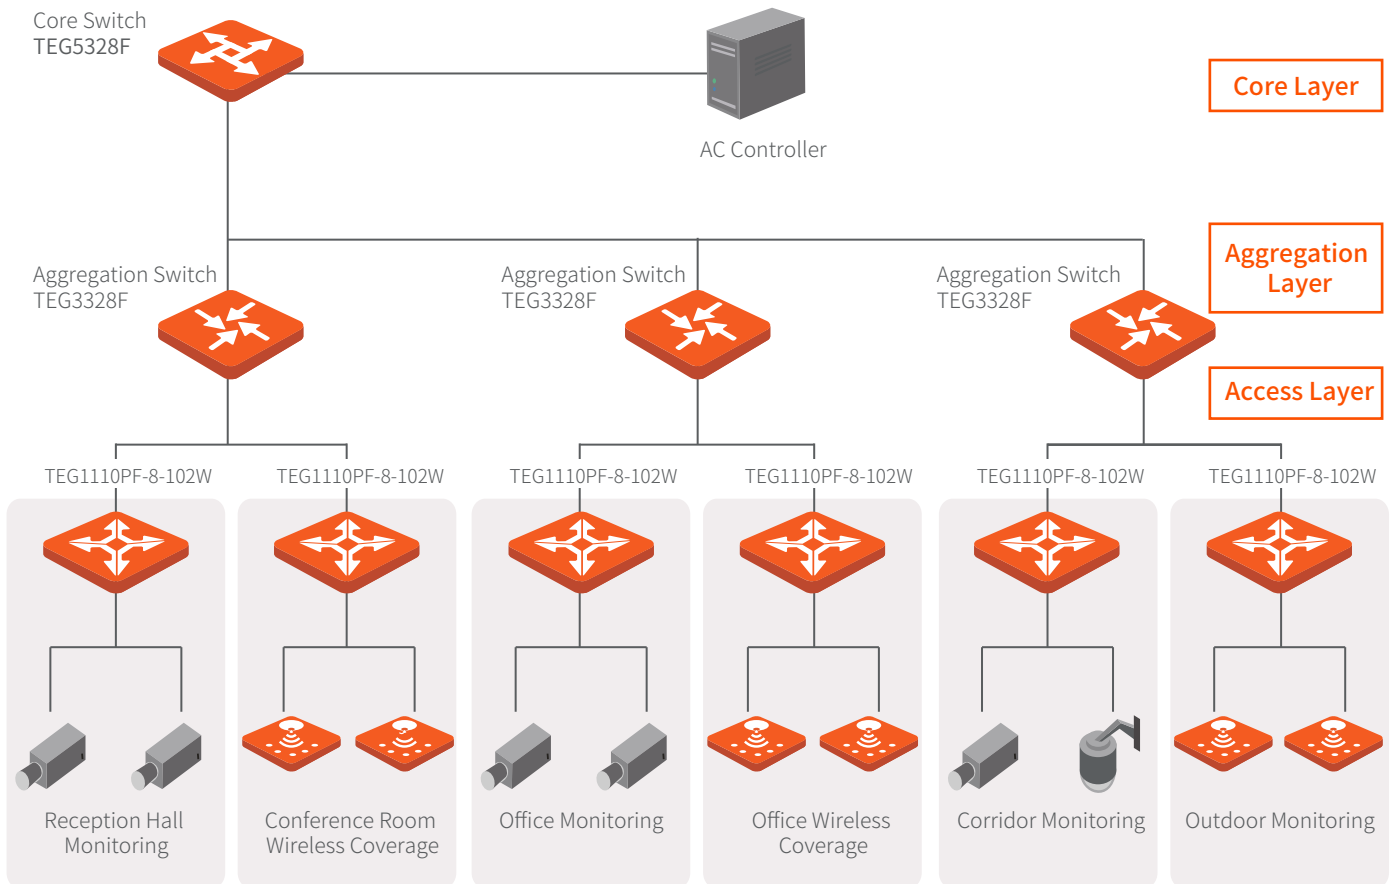 Core Switch
TEG5328F
AC Controller
Core Layer
Aggregation Switch
TEG3328F
Aggregation Switch
TEG3328F
Aggregation Switch
TEG3328F
Aggregation
Layer
Access Layer
TEG1110PF-8-102W
TEG1110PF-8-102W
TEG1110PF-8-102W
TEG1110PF-8-102W
TEG1110PF-8-102W
TEG1110PF-8-102W
Reception Hall
Monitoring
Conference Room
Wireless Coverage
Office Monitoring
Office Wireless
Coverage
Corridor Monitoring
Outdoor Monitoring